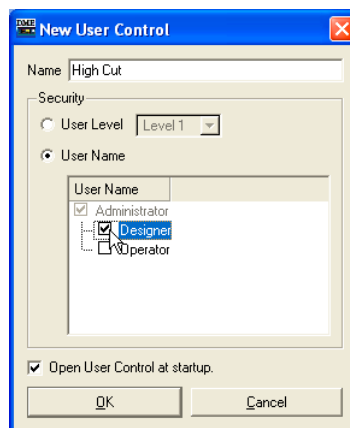 DME
New User Control
Name High Cut
Security
User Level Level 1
User Name
User Name
Administrator
Designer
Operator
Open User Control at startup.
OK Cancel